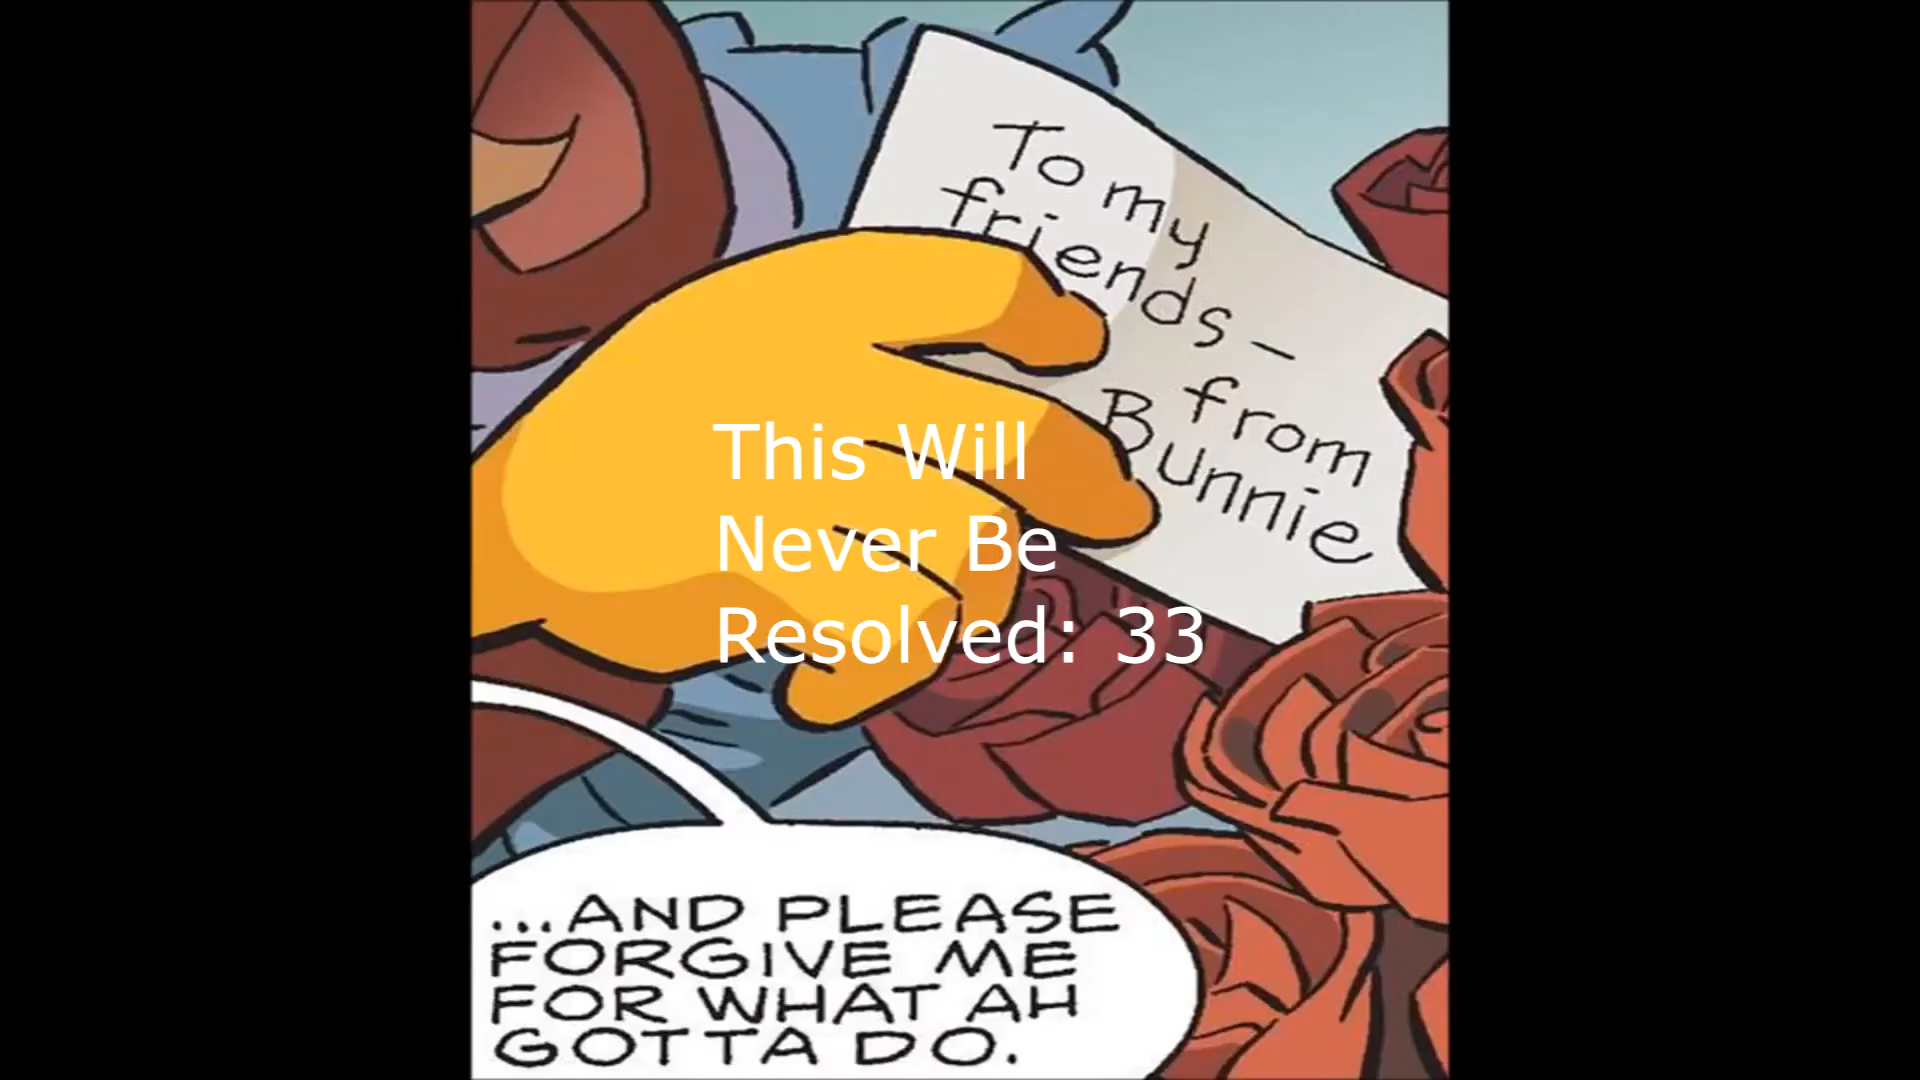 To my
friends –
from
Bunnie
This Will
Never Be
Resolved: 33
...AND PLEASE
FORGIVE ME
FOR WHAT AH
GOTTA DO.